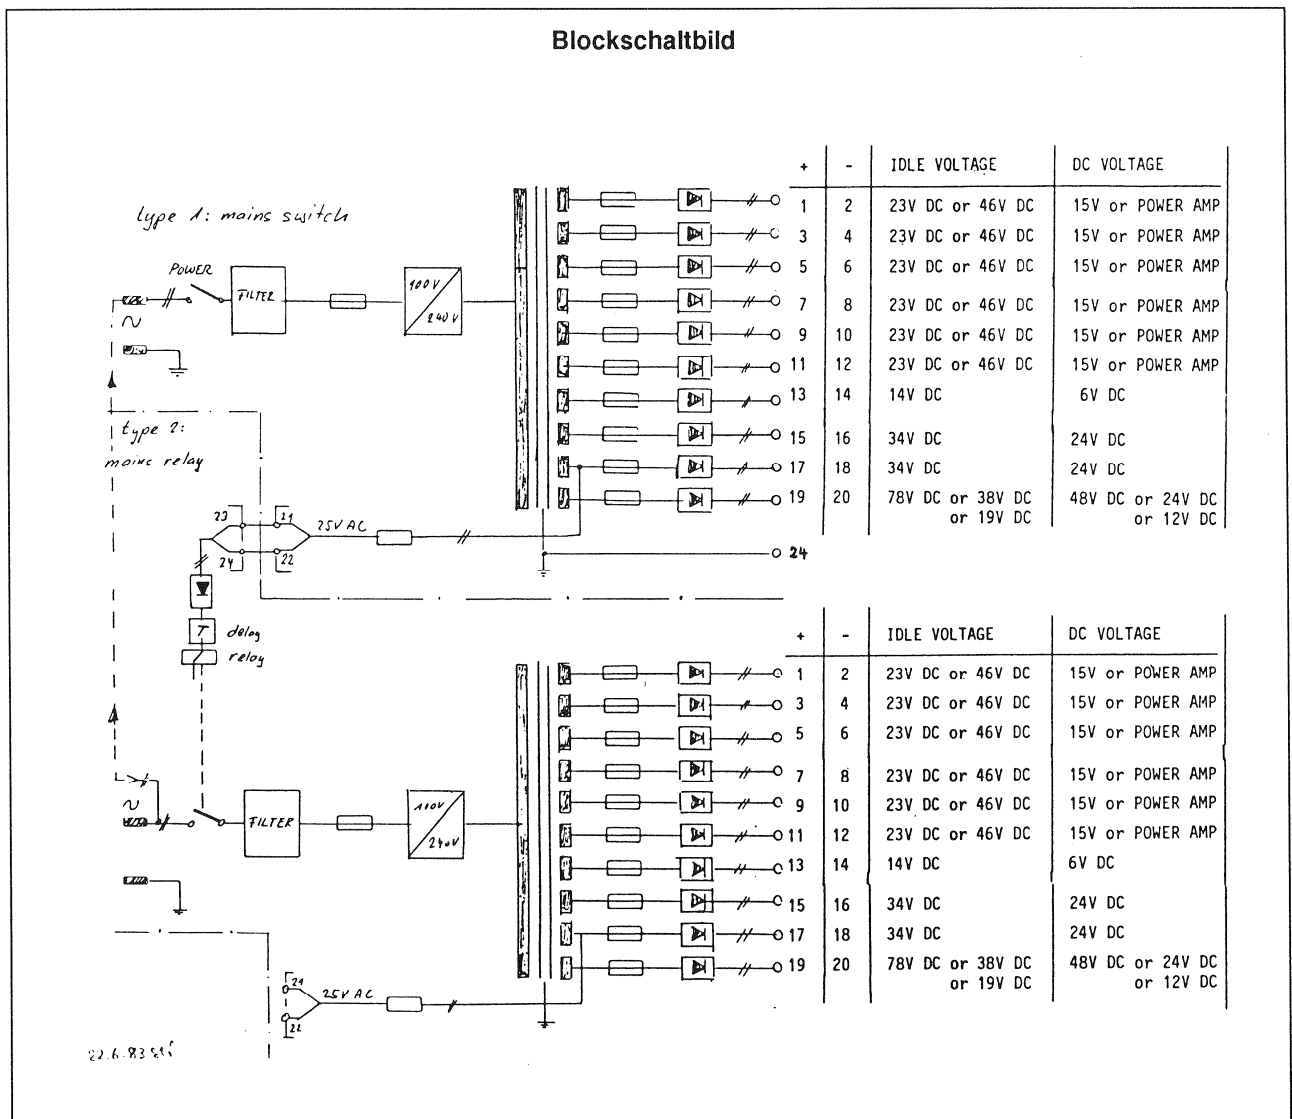 Blockschaltbild
+ - IDLE VOLTAGE DC VOLTAGE
1 2 23V DC or 46V DC 15V or POWER AMP
3 4 23V DC or 46V DC 15V or POWER AMP
5 6 23V DC or 46V DC 15V or POWER AMP
7 8 23V DC or 46V DC 15V or POWER AMP
9 10 23V DC or 46V DC 15V or POWER AMP
11 12 23V DC or 46V DC 15V or POWER AMP
13 14 14V DC 6V DC
15 16 34V DC 24V DC
17 18 34V DC 24V DC
19 20 78V DC or 38V DC 48V DC or 24V DC
or 19V DC or 12V DC
24
type 1: mains switch
POWER
FILTER
100V
240V
~
type 2:
mains relay
23 21
25V AC
24 22
T delay
relay
+ - IDLE VOLTAGE DC VOLTAGE
1 2 23V DC or 46V DC 15V or POWER AMP
3 4 23V DC or 46V DC 15V or POWER AMP
5 6 23V DC or 46V DC 15V or POWER AMP
7 8 23V DC or 46V DC 15V or POWER AMP
9 10 23V DC or 46V DC 15V or POWER AMP
11 12 23V DC or 46V DC 15V or POWER AMP
13 14 14V DC 6V DC
15 16 34V DC 24V DC
17 18 34V DC 24V DC
19 20 78V DC or 38V DC 48V DC or 24V DC
or 19V DC or 12V DC
~
FILTER
100V
240V
21
25V AC
22
22.6.83